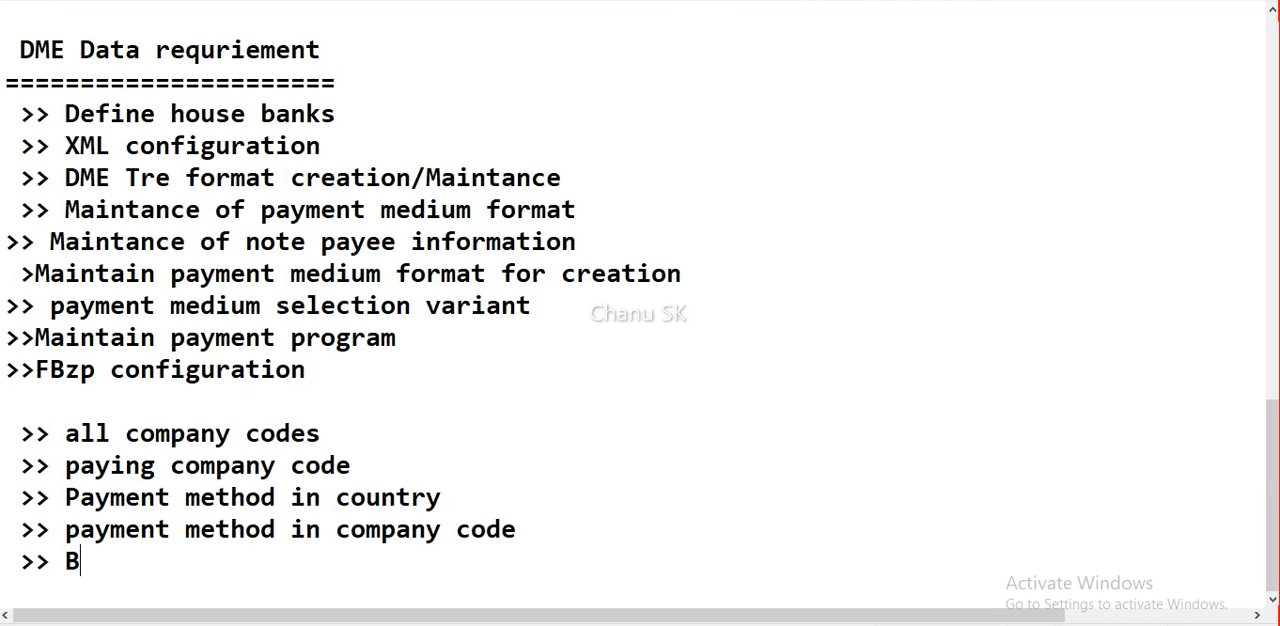 DME Data requriement
======================
>> Define house banks
>> XML configuration
>> DME Tre format creation/Maintance
>> Maintance of payment medium format
>> Maintance of note payee information
>Maintain payment medium format for creation
>> payment medium selection variant
Chanu SK
>>Maintain payment program
>>FBzp configuration
>> all company codes
>> paying company code
>> Payment method in country
>> payment method in company code
>> B
Activate Windows
Go to Settings to activate Windows.